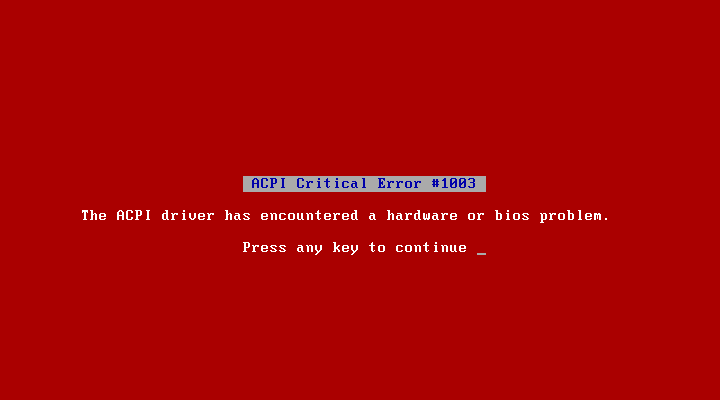 ACPI Critical Error #1003
The ACPI driver has encountered a hardware or bios problem.
Press any key to continue _